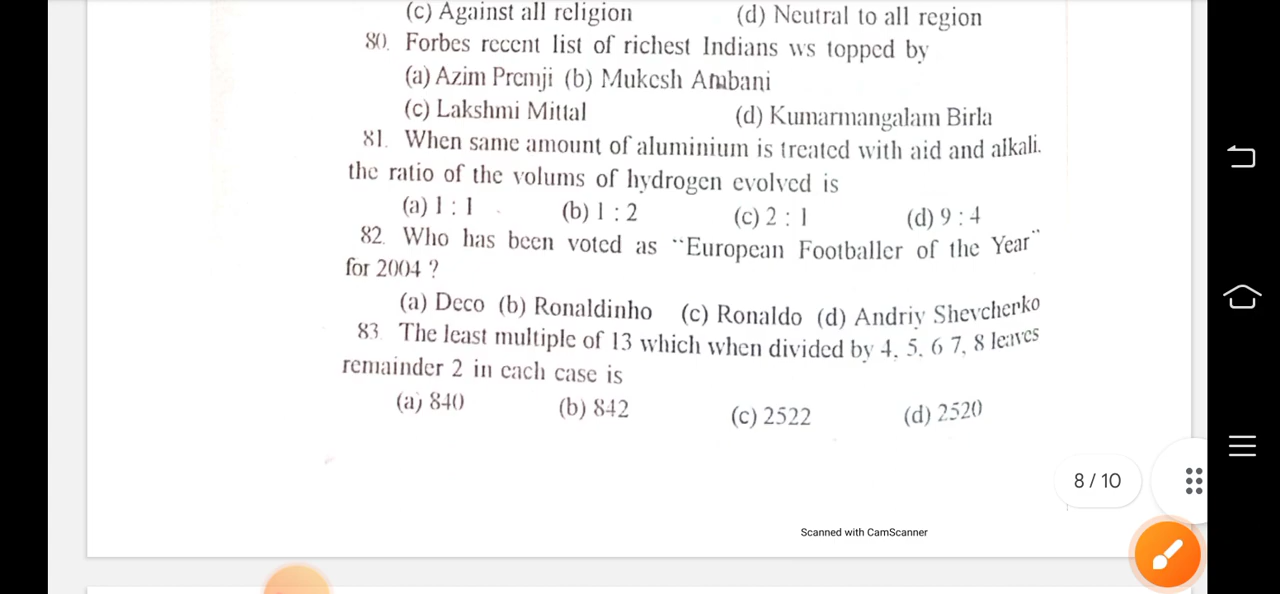 (c) Against all religion (d) Neutral to all region
80. Forbes recent list of richest Indians ws topped by
(a) Azim Premji (b) Mukesh Ambani
(c) Lakshmi Mittal (d) Kumarmangalam Birla
81. When same amount of aluminium is treated with aid and alkali.
the ratio of the volums of hydrogen evolved is
(a) 1 : 1 (b) 1 : 2 (c) 2 : 1 (d) 9 : 4
82. Who has been voted as "European Footballer of the Year"
for 2004 ?
(a) Deco (b) Ronaldinho (c) Ronaldo (d) Andriy Shevchenko
83. The least multiple of 13 which when divided by 4, 5. 6 7, 8 leaves
remainder 2 in each case is
(a) 840 (b) 842 (c) 2522 (d) 2520
8 / 10
Scanned with CamScanner